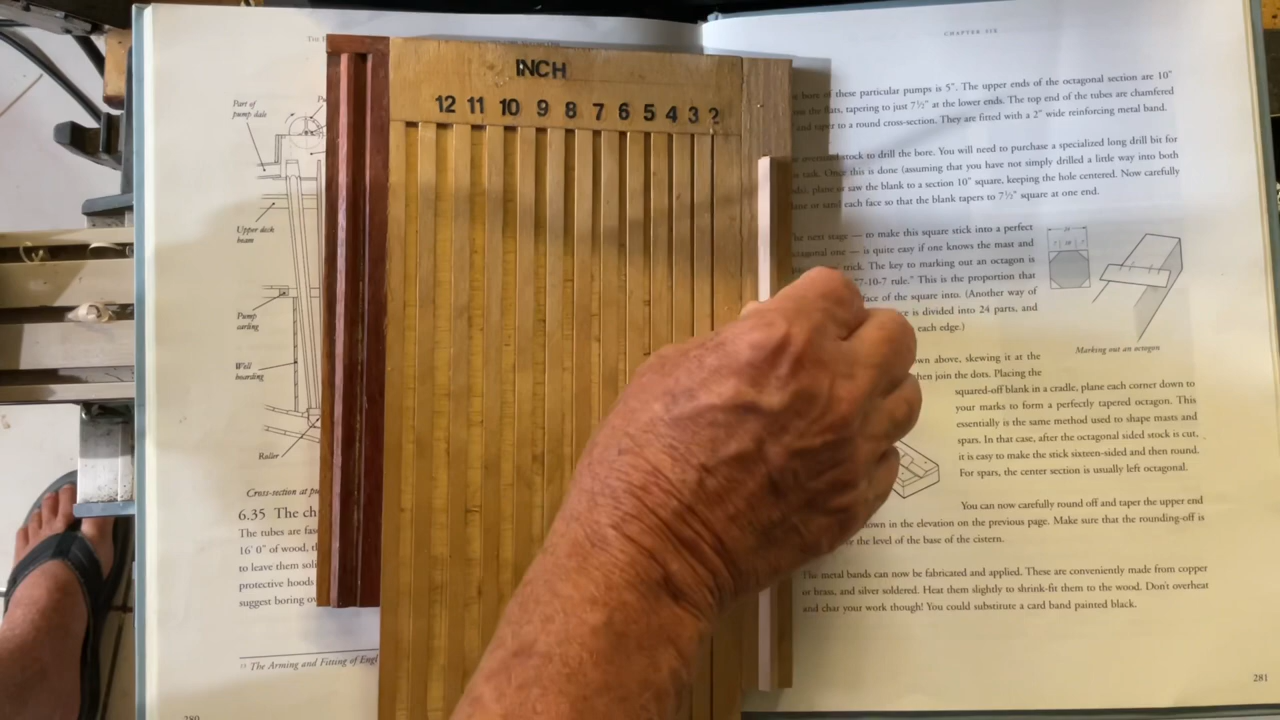 Part of
pump dale
Upper deck
beam
Pump
carling
Well
boarding
Roller
Cross-section at
6.35 The
The tubes are
16' 0" of wood,
to leave them
protective hoods
suggest boring
The Arming and Fitting of
280
INCH
12 11 10 9 8 7 6 5 4 3 2
CHAPTER SIX
of these particular pumps is 5". The upper ends of the octagonal section are 10"
the flats, tapering to just 7½" at the lower ends. The top end of the tubes are chamfered
and taper to a round cross-section. They are fitted with a 2" wide reinforcing metal band.
stock to drill the bore. You will need to purchase a specialized long drill bit for
task. Once this is done (assuming that you have not simply drilled a little way into both
plane or saw the blank to a section 10" square, keeping the hole centered. Now carefully
or sand each face so that the blank tapers to 7½" square at one end.
The next stage — to make this square stick into a perfect
octagonal one — is quite easy if one knows the mast and
trick. The key to marking out an octagon is
"7-10-7 rule." This is the proportion that
face of the square into. (Another way of
is divided into 24 parts, and
each edge.)
Marking out an octagon
above, skewing it at the
then join the dots. Placing the
squared-off blank in a cradle, plane each corner down to
your marks to form a perfectly tapered octagon. This
essentially is the same method used to shape masts and
spars. In that case, after the octagonal sided stock is cut,
it is easy to make the stick sixteen-sided and then round.
For spars, the center section is usually left octagonal.
You can now carefully round off and taper the upper end
in the elevation on the previous page. Make sure that the rounding-off is
the level of the base of the cistern.
The metal bands can now be fabricated and applied. These are conveniently made from copper
or brass, and silver soldered. Heat them slightly to shrink-fit them to the wood. Don't overheat
and char your work though! You could substitute a card band painted black.
281